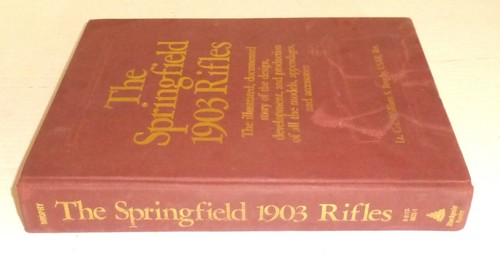 The
Springfield
1903 Rifles
The illustrated, documented
story of the design,
development, and production
of all the models, appendages,
and accessories
Lt. Col. William S. Brophy, USAR, Ret.
BROPHY
The Springfield 1903 Rifles
Stackpole
Books